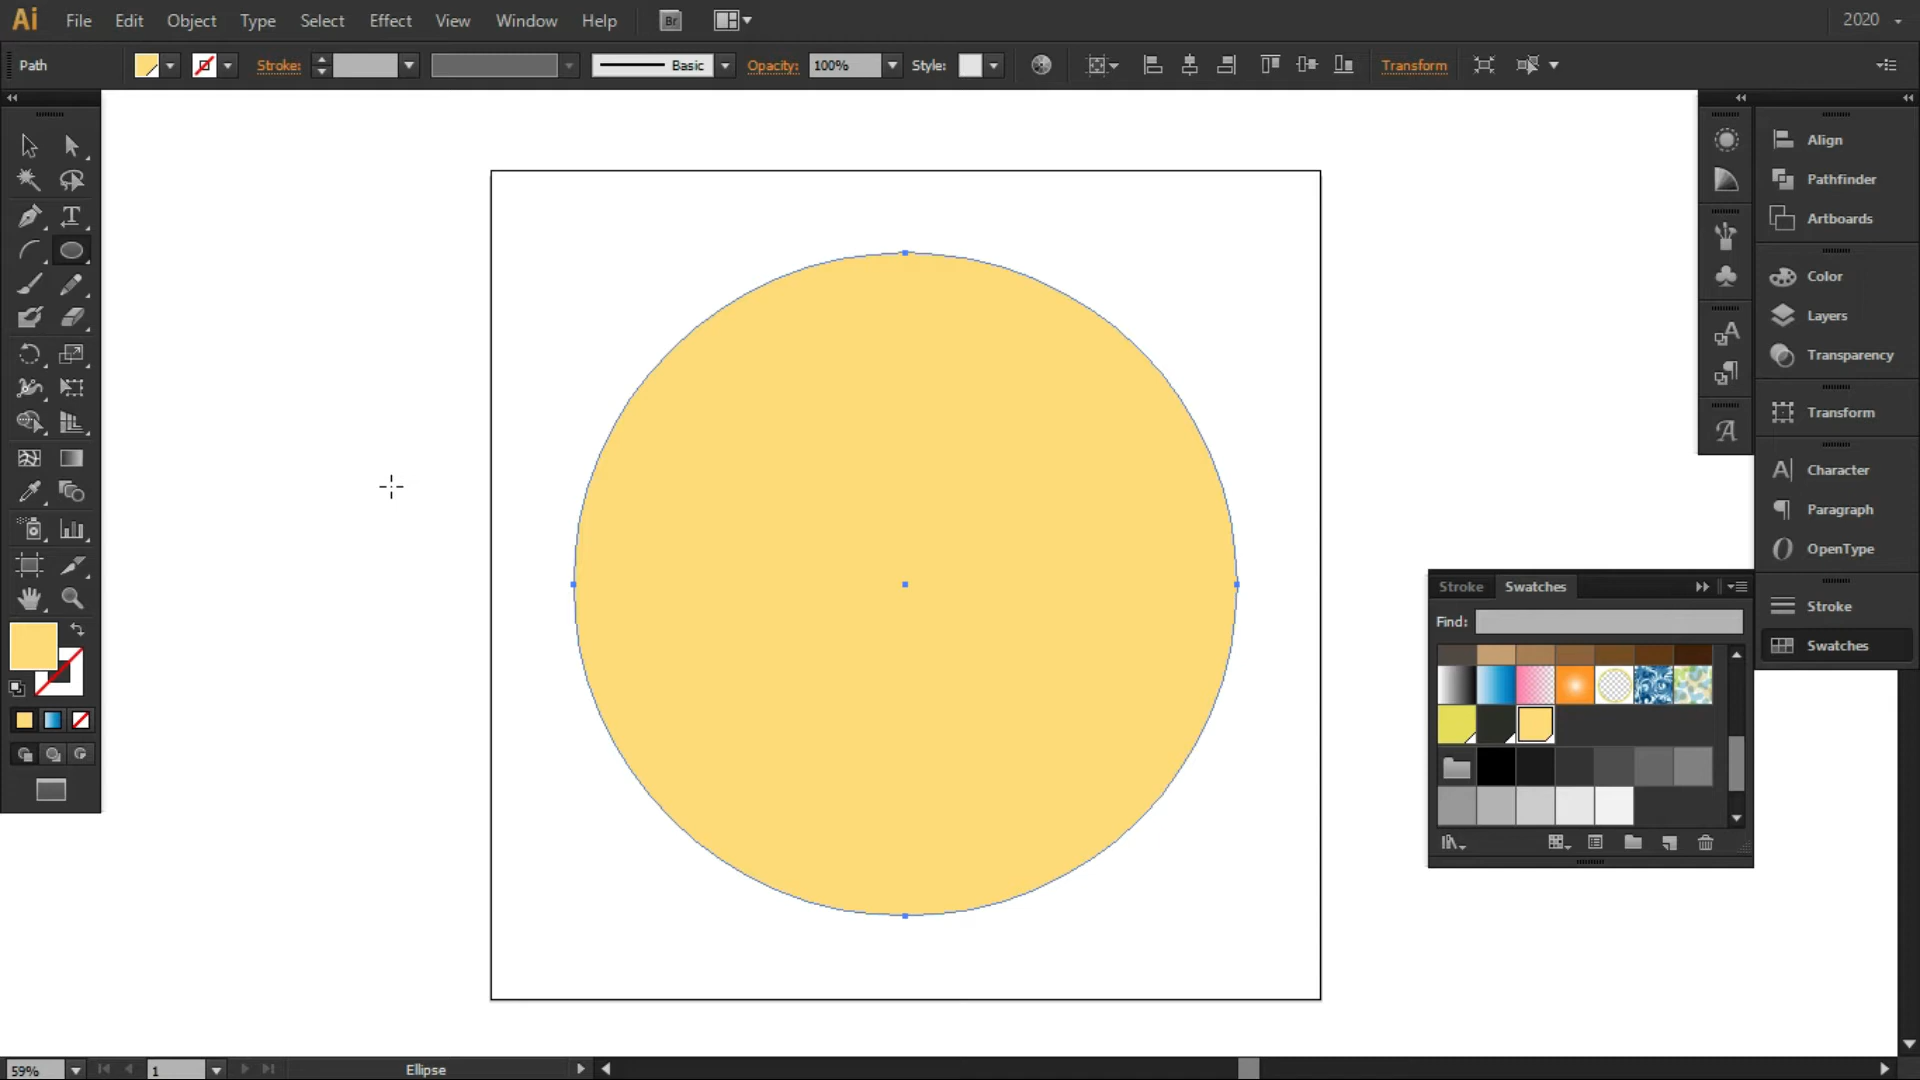 Ai File Edit Object Type Select Effect View Window Help Br 2020
Path Stroke: Basic Opacity: 100% Style: Transform
Align
Pathfinder
Artboards
Color
Layers
Transparency
Transform
Character
Paragraph
OpenType
Stroke
Swatches
Stroke Swatches
Find:
59% 1 Ellipse